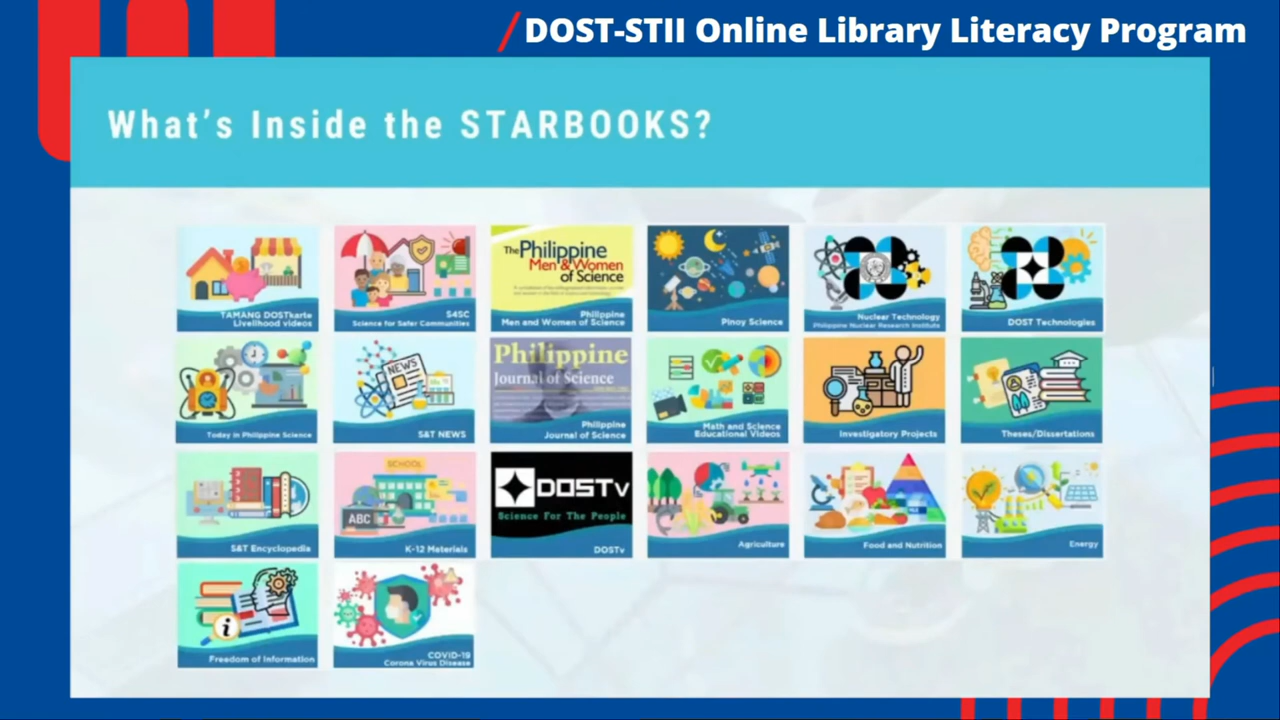 /DOST-STII Online Library Literacy Program
What's Inside the STARBOOKS?
TAMANG DOSTkarte
Livelihood videos
S4SC
Science for Safer Communities
The Philippine
Men & Women
of Science
Philippine
Men and Women of Science
Pinoy Science
Nuclear Technology
Philippine Nuclear Research Institute
DOST Technologies
Today in Philippine Science
NEWS
S&T NEWS
Philippine
Journal of Science
Philippine
Journal of Science
Math and Science
Educational Videos
Investigatory Projects
Theses/Dissertations
S&T Encyclopedia
SCHOOL
ABC
K-12 Materials
DOSTv
Science For The People
DOSTv
Agriculture
Food and Nutrition
Energy
i
Freedom of Information
COVID-19
Corona Virus Disease